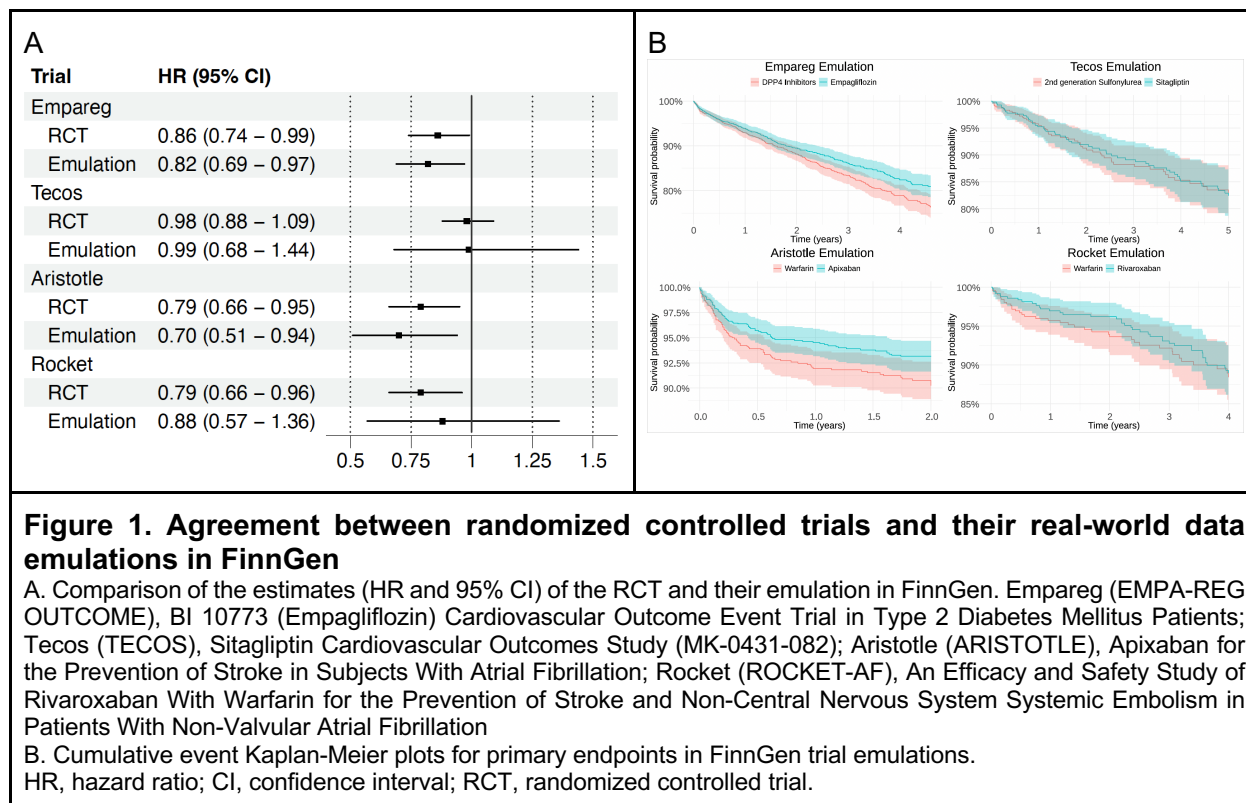 A
Trial HR (95% CI)
Empareg
RCT 0.86 (0.74 – 0.99)
Emulation 0.82 (0.69 – 0.97)
Tecos
RCT 0.98 (0.88 – 1.09)
Emulation 0.99 (0.68 – 1.44)
Aristotle
RCT 0.79 (0.66 – 0.95)
Emulation 0.70 (0.51 – 0.94)
Rocket
RCT 0.79 (0.66 – 0.96)
Emulation 0.88 (0.57 – 1.36)
0.5 0.75 1 1.25 1.5
B
Empareg Emulation
DPP4 Inhibitors Empagliflozin
Survival probability
100%
90%
80%
0 1 2 3 4
Time (years)
Tecos Emulation
2nd generation Sulfonylurea Sitagliptin
Survival probability
100%
95%
90%
85%
80%
0 1 2 3 4 5
Time (years)
Aristotle Emulation
Warfarin Apixaban
Survival probability
100.0%
97.5%
95.0%
92.5%
90.0%
0.0 0.5 1.0 1.5 2.0
Time (years)
Rocket Emulation
Warfarin Rivaroxaban
Survival probability
100%
95%
90%
85%
0 1 2 3 4
Time (years)
Figure 1. Agreement between randomized controlled trials and their real-world data
emulations in FinnGen
A. Comparison of the estimates (HR and 95% CI) of the RCT and their emulation in FinnGen. Empareg (EMPA-REG
OUTCOME), BI 10773 (Empagliflozin) Cardiovascular Outcome Event Trial in Type 2 Diabetes Mellitus Patients;
Tecos (TECOS), Sitagliptin Cardiovascular Outcomes Study (MK-0431-082); Aristotle (ARISTOTLE), Apixaban for
the Prevention of Stroke in Subjects With Atrial Fibrillation; Rocket (ROCKET-AF), An Efficacy and Safety Study of
Rivaroxaban With Warfarin for the Prevention of Stroke and Non-Central Nervous System Systemic Embolism in
Patients With Non-Valvular Atrial Fibrillation
B. Cumulative event Kaplan-Meier plots for primary endpoints in FinnGen trial emulations.
HR, hazard ratio; CI, confidence interval; RCT, randomized controlled trial.